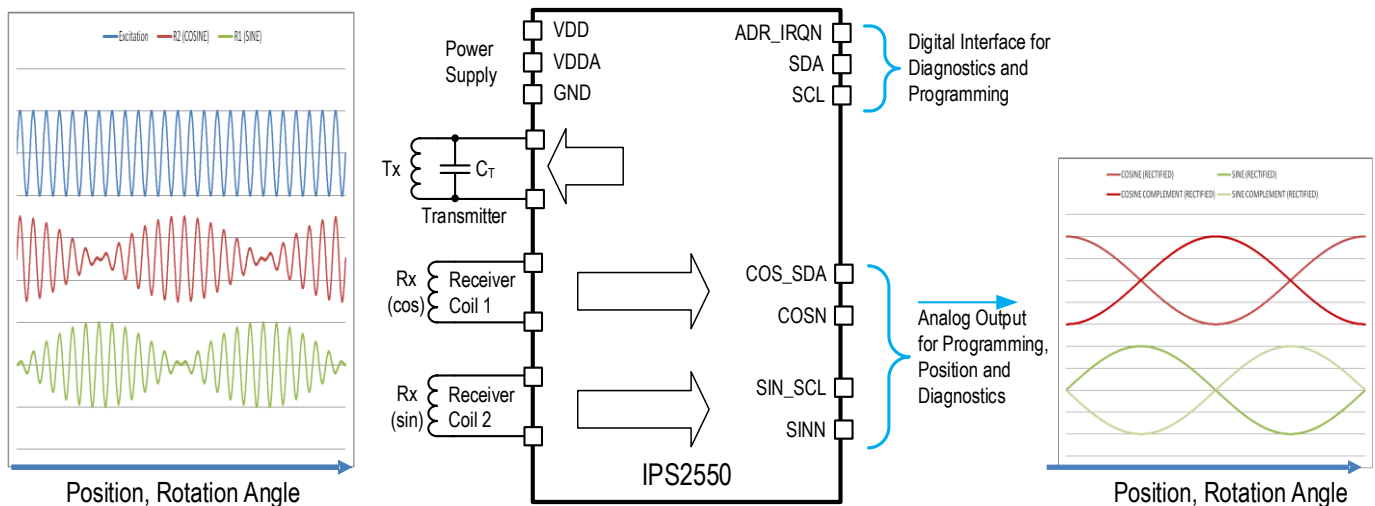 Excitation R2 (COSINE) R1 (SINE)
Position, Rotation Angle
Power
Supply
VDD
VDDA
GND
Tx
CT
Transmitter
Rx
(cos)
Receiver
Coil 1
Rx
(sin)
Receiver
Coil 2
IPS2550
ADR_IRQN
SDA
SCL
Digital Interface for
Diagnostics and
Programming
COS_SDA
COSN
SIN_SCL
SINN
Analog Output
for Programming,
Position and
Diagnostics
COSINE (RECTIFIED) SINE (RECTIFIED)
COSINE COMPLEMENT (RECTIFIED) SINE COMPLEMENT (RECTIFIED)
Position, Rotation Angle